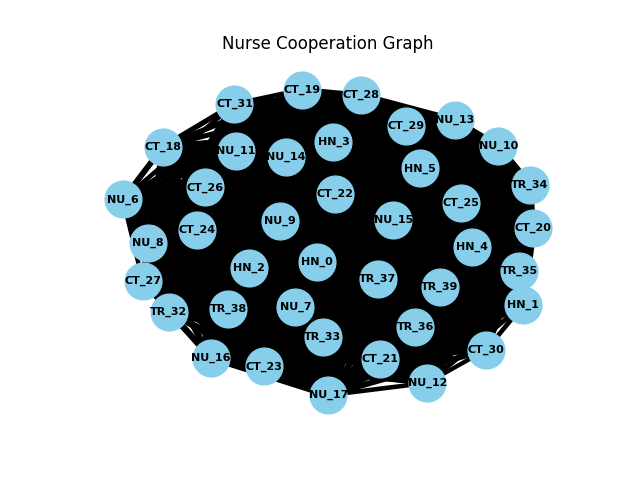 Nurse Cooperation Graph
CT_19
CT_28
CT_31
NU_13
CT_29
HN_3
NU_10
CT_18
NU_11
NU_14
HN_5
TR_34
CT_26
CT_22
NU_6
CT_25
NU_9
NU_15
CT_20
CT_24
NU_8
HN_4
HN_2
HN_0
TR_35
CT_27
TR_37
TR_39
HN_1
TR_32
TR_38
NU_7
TR_36
TR_33
CT_30
NU_16
CT_21
CT_23
NU_12
NU_17